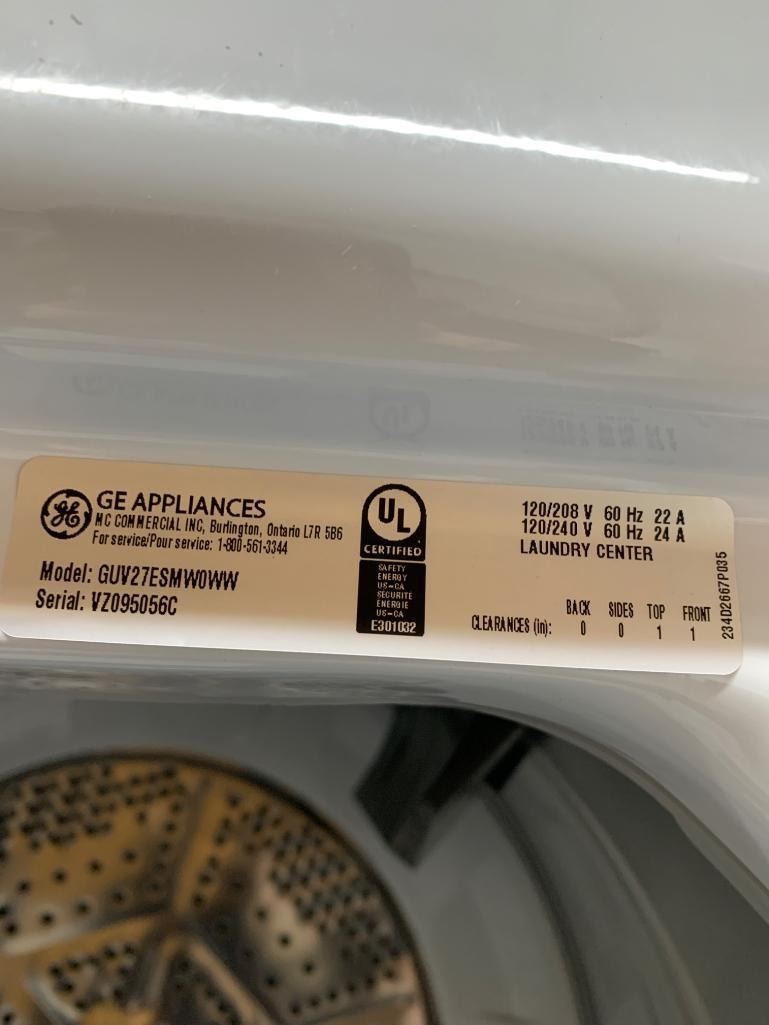 GE APPLIANCES
MC COMMERCIAL INC, Burlington, Ontario L7R 5B6
For service/Pour service: 1-800-561-3344
Model: GUV27ESMW0WW
Serial: VZ095056C
UL
CERTIFIED
SAFETY
ENERGY
US-CA
SÉCURITÉ
ÉNERGIE
US-CA
E301032
120/208 V 60 Hz 22 A
120/240 V 60 Hz 24 A
LAUNDRY CENTER
BACK SIDES TOP FRONT
CLEARANCES (in): 0 0 1 1
234D2667P035